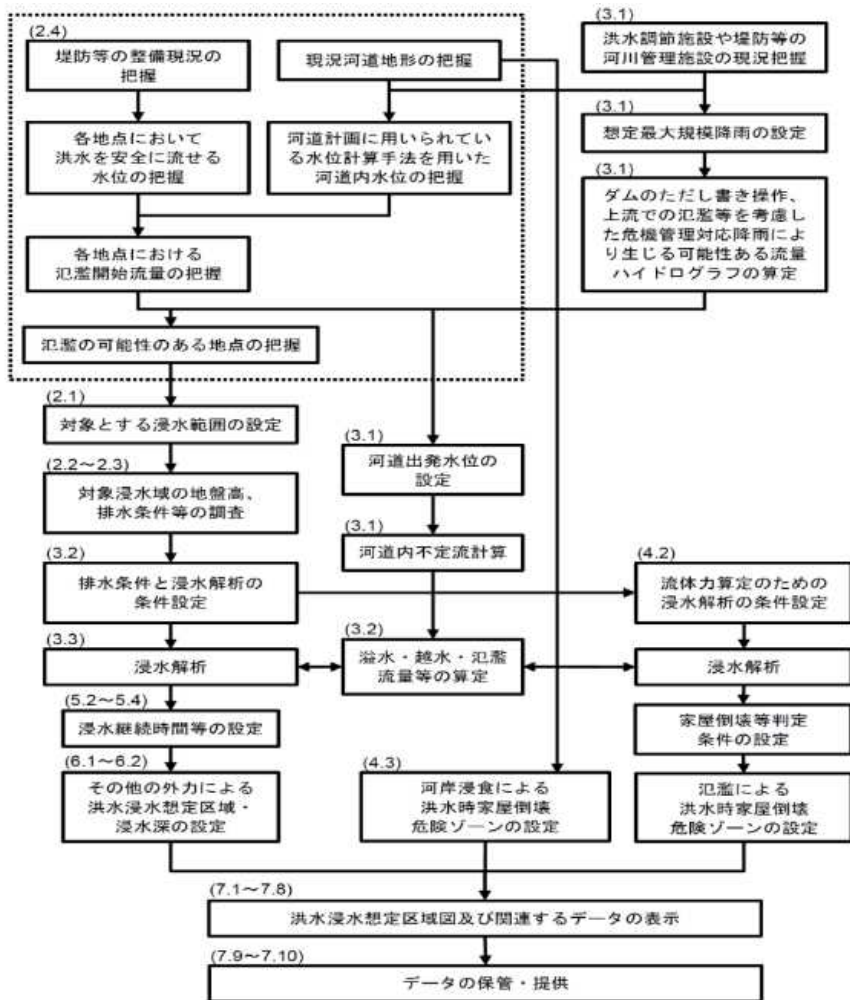 (2.4)
堤防等の整備現況の
把握
現況河道地形の把握
(3.1)
洪水調節施設や堤防等の
河川管理施設の現況把握
各地点において
洪水を安全に流せる
水位の把握
河道計画に用いられてい
る水位計算手法を用いた
河道内水位の把握
(3.1)
想定最大規模降雨の設定
(3.1)
ダムのただし書き操作、
上流での氾濫等を考慮し
た危機管理対応降雨によ
り生じる可能性ある流量
ハイドログラフの算定
各地点における
氾濫開始流量の把握
氾濫の可能性のある地点の把握
(2.1)
対象とする浸水範囲の設定
(2.2～2.3)
対象浸水域の地盤高、
排水条件等の調査
(3.1)
河道出発水位の
設定
(3.1)
河道内不定流計算
(3.2)
排水条件と浸水解析の
条件設定
(4.2)
流体力算定のための
浸水解析の条件設定
(3.3)
浸水解析
(3.2)
溢水・越水・氾濫
流量等の算定
浸水解析
(5.2～5.4)
浸水継続時間等の設定
家屋倒壊等判定
条件の設定
(6.1～6.2)
その他の外力による
洪水浸水想定区域・
浸水深の設定
(4.3)
河岸浸食による
洪水時家屋倒壊
危険ゾーンの設定
氾濫による
洪水時家屋倒壊
危険ゾーンの設定
(7.1～7.8)
洪水浸水想定区域図及び関連するデータの表示
(7.9～7.10)
データの保管・提供